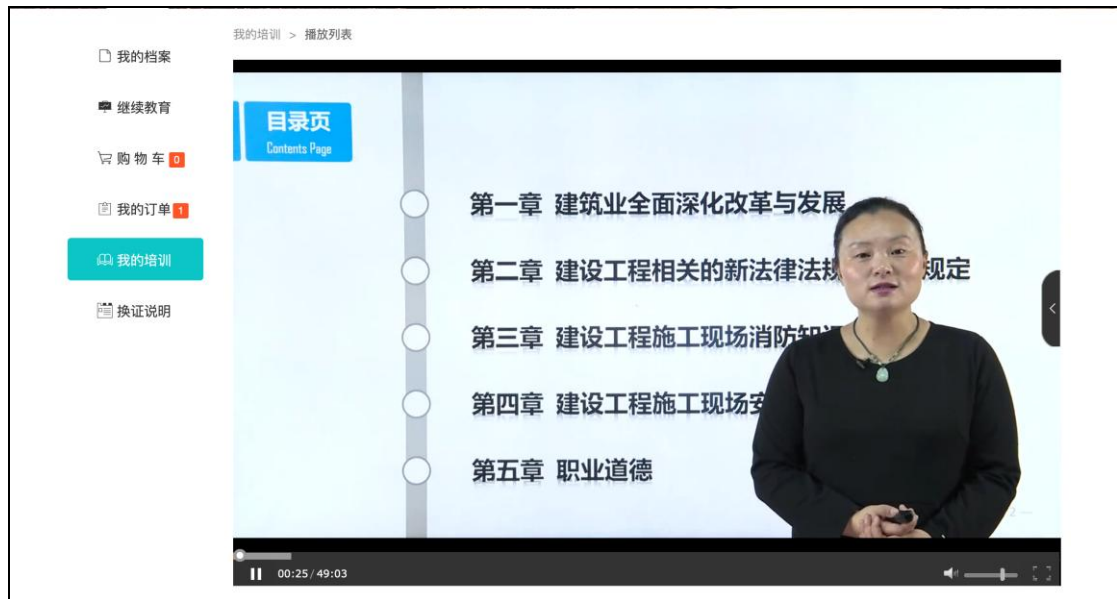 我的培训 > 播放列表
我的档案
继续教育
购物车 0
我的订单 1
我的培训
换证说明
目录页
Contents Page
第一章 建筑业全面深化改革与发展
第二章 建设工程相关的新法律法规 规定
第三章 建设工程施工现场消防知
第四章 建设工程施工现场安
第五章 职业道德
00:25/49:03